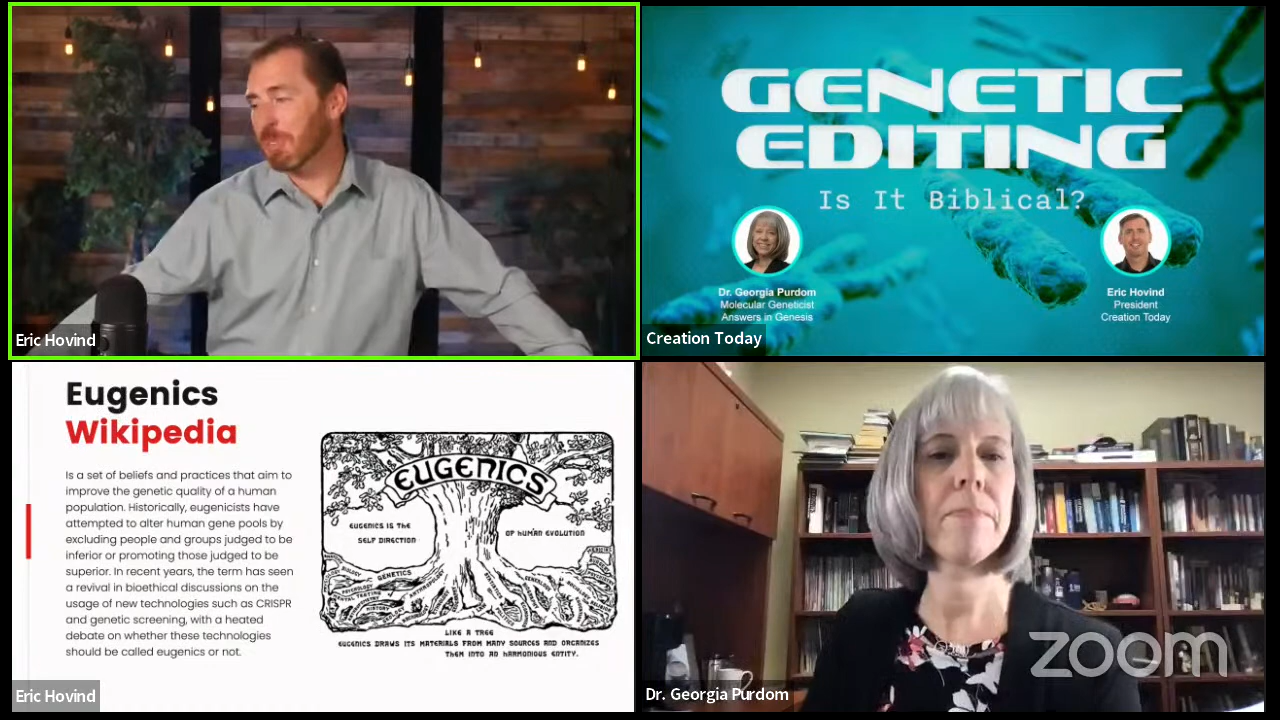 Eric Hovind
GENETIC
EDITING
Is It Biblical?
Dr. Georgia Purdom
Molecular Geneticist
Answers in Genesis
Eric Hovind
President
Creation Today
Creation Today
Eugenics
Wikipedia
Is a set of beliefs and practices that aim to
improve the genetic quality of a human
population. Historically, eugenicists have
attempted to alter human gene pools by
excluding people and groups judged to be
inferior or promoting those judged to be
superior. In recent years, the term has seen
a revival in bioethical discussions on the
usage of new technologies such as CRISPR
and genetic screening, with a heated
debate on whether these technologies
should be called eugenics or not.
EUGENICS
EUGENICS IS THE
SELF DIRECTION
OF HUMAN EVOLUTION
GENETICS
LIKE A TREE
EUGENICS DRAWS ITS MATERIALS FROM MANY SOURCES AND ORGANIZES
THEM INTO AN HARMONIOUS ENTITY.
Eric Hovind
zoom
Dr. Georgia Purdom